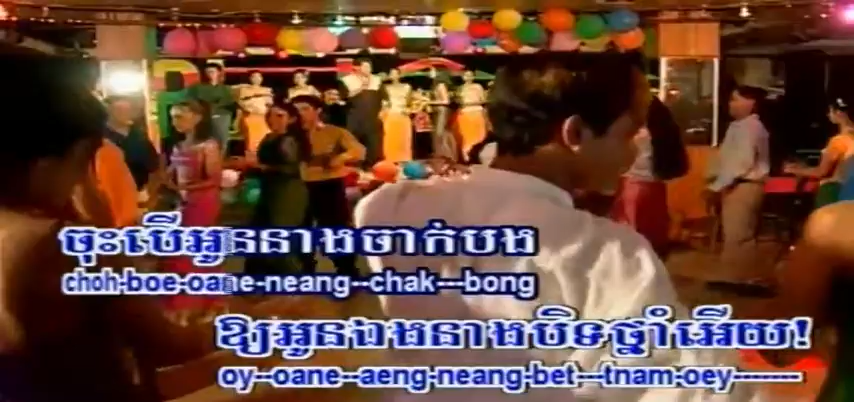 ចុះបើអូននាងចាក់បង
choh-boe-oane-neang--chak---bong
ឱ្យអូនឯងនាងបិទថ្នាំអើយ!
oy--oane--aeng-neang-bet---tnam-oey-------